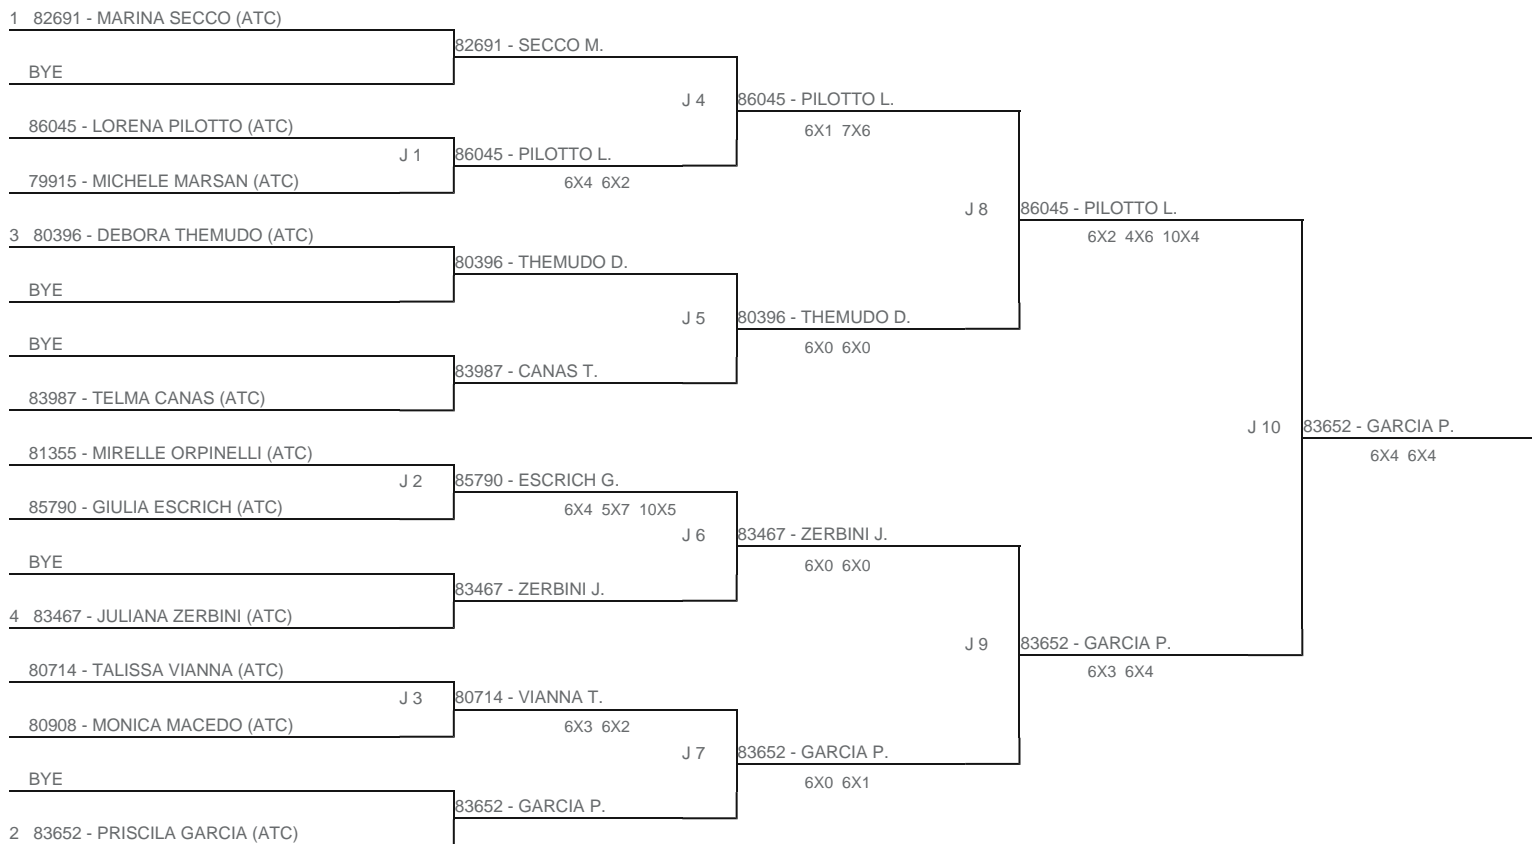 1 82691 - MARINA SECCO (ATC)
82691 - SECCO M.
BYE
J 4
86045 - PILOTTO L.
86045 - LORENA PILOTTO (ATC)
6X1 7X6
J 1
86045 - PILOTTO L.
79915 - MICHELE MARSAN (ATC)
6X4 6X2
J 8
86045 - PILOTTO L.
3 80396 - DEBORA THEMUDO (ATC)
6X2 4X6 10X4
80396 - THEMUDO D.
BYE
J 5
80396 - THEMUDO D.
BYE
6X0 6X0
83987 - CANAS T.
83987 - TELMA CANAS (ATC)
J 10
83652 - GARCIA P.
81355 - MIRELLE ORPINELLI (ATC)
6X4 6X4
J 2
85790 - ESCRICH G.
85790 - GIULIA ESCRICH (ATC)
6X4 5X7 10X5
J 6
83467 - ZERBINI J.
BYE
6X0 6X0
83467 - ZERBINI J.
4 83467 - JULIANA ZERBINI (ATC)
J 9
83652 - GARCIA P.
80714 - TALISSA VIANNA (ATC)
6X3 6X4
J 3
80714 - VIANNA T.
80908 - MONICA MACEDO (ATC)
6X3 6X2
J 7
83652 - GARCIA P.
BYE
6X0 6X1
83652 - GARCIA P.
2 83652 - PRISCILA GARCIA (ATC)